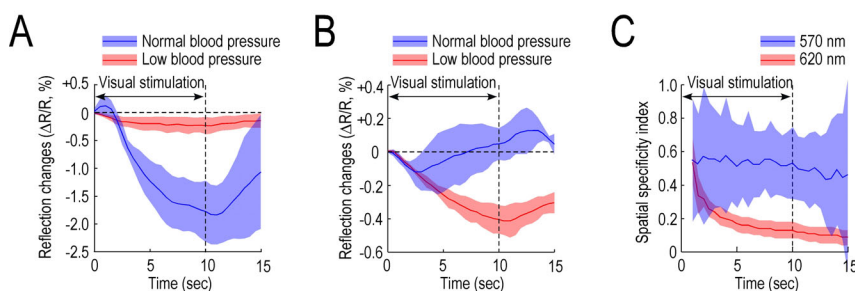 A
Normal blood pressure
Low blood pressure
Reflection changes (ΔR/R, %)
+0.5
0
-0.5
-1.0
-1.5
-2.0
-2.5
Visual stimulation
0 5 10 15
Time (sec)
B
Normal blood pressure
Low blood pressure
Reflection changes (ΔR/R, %)
+0.4
+0.2
0
-0.2
-0.4
-0.6
Visual stimulation
0 5 10 15
Time (sec)
C
570 nm
620 nm
Spatial specificity index
1.0
0.8
0.6
0.4
0.2
0
Visual stimulation
0 5 10 15
Time (sec)